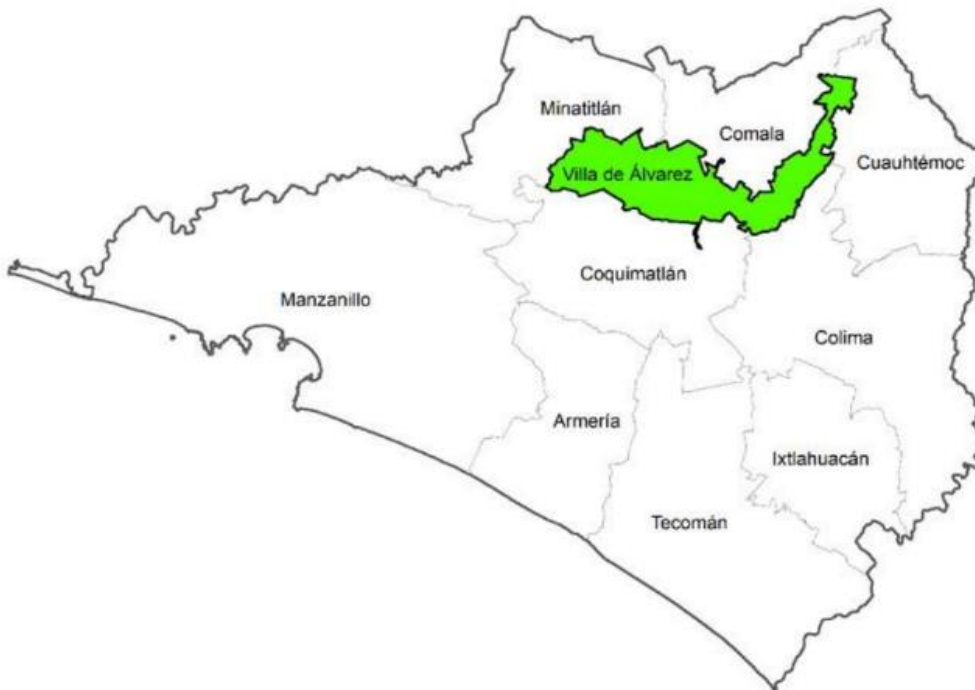 Minatitlán
Comala
Cuauhtémoc
Villa de Álvarez
Coquimatlán
Manzanillo
Colima
Armería
Ixtlahuacán
Tecomán